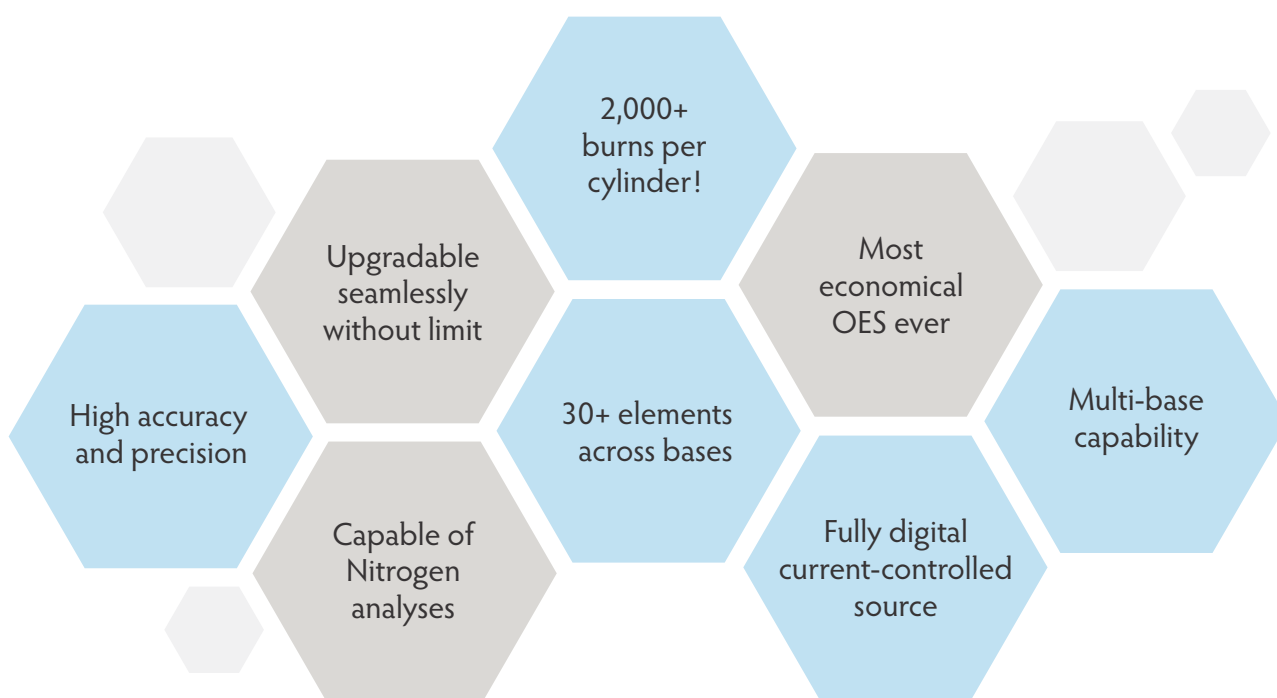 2,000+
burns per
cylinder!
Upgradable
seamlessly
without limit
Most
economical
OES ever
High accuracy
and precision
30+ elements
across bases
Multi-base
capability
Capable of
Nitrogen
analyses
Fully digital
current-controlled
source